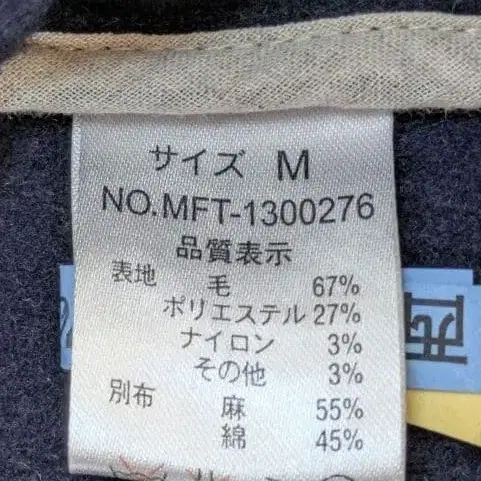 サイズ M
NO.MFT-1300276
品質表示
表地 毛 67%
ポリエステル 27%
ナイロン 3%
その他 3%
別布 麻 55%
綿 45%